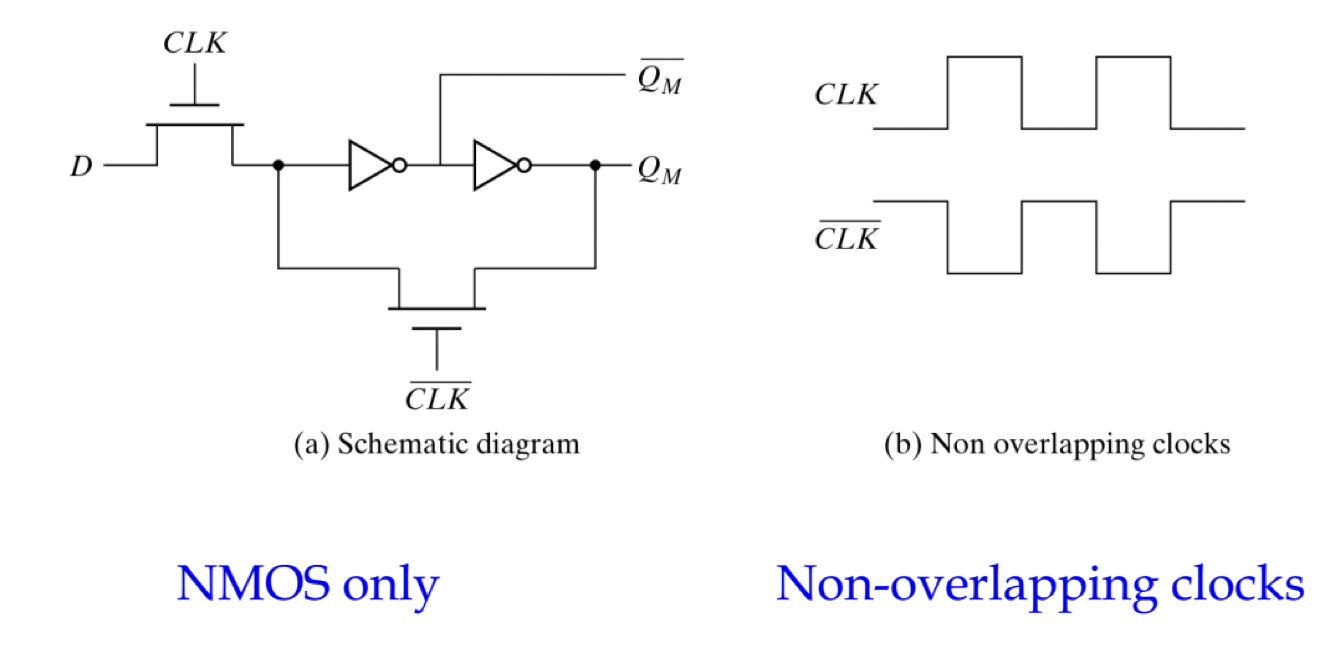 CLK
$\overline{Q_M}$
D
$Q_M$
$\overline{CLK}$
(a) Schematic diagram
CLK
$\overline{CLK}$
(b) Non overlapping clocks
NMOS only
Non-overlapping clocks